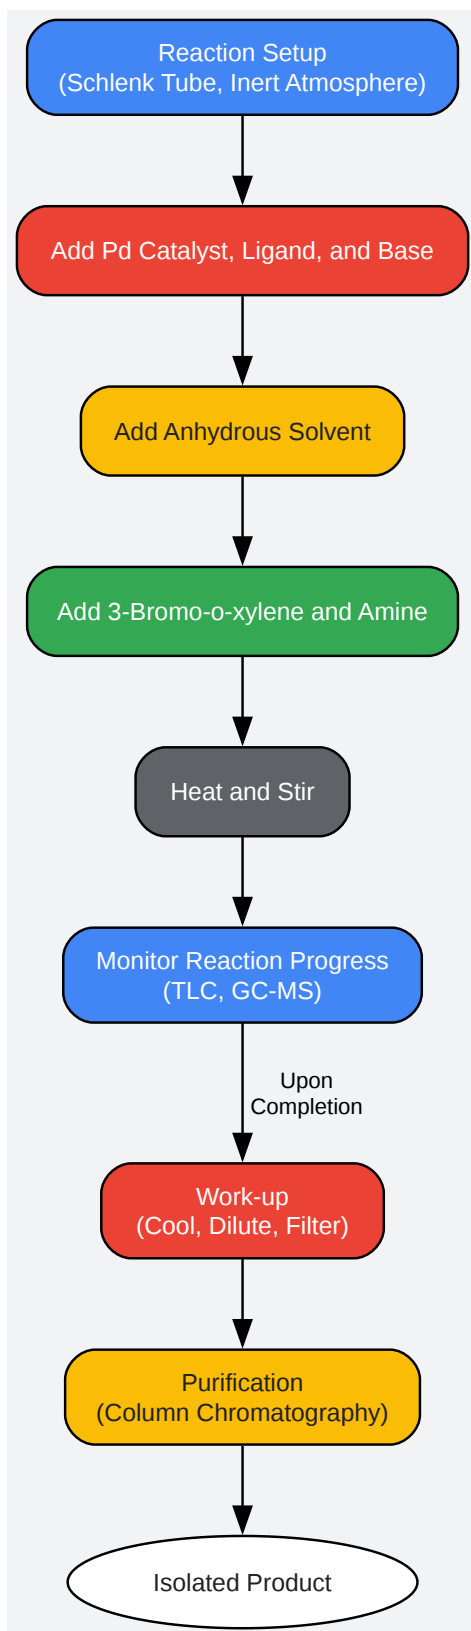 Reaction Setup
(Schlenk Tube, Inert Atmosphere)
Add Pd Catalyst, Ligand, and Base
Add Anhydrous Solvent
Add 3-Bromo-o-xylene and Amine
Heat and Stir
Monitor Reaction Progress
(TLC, GC-MS)
Upon
Completion
Work-up
(Cool, Dilute, Filter)
Purification
(Column Chromatography)
Isolated Product